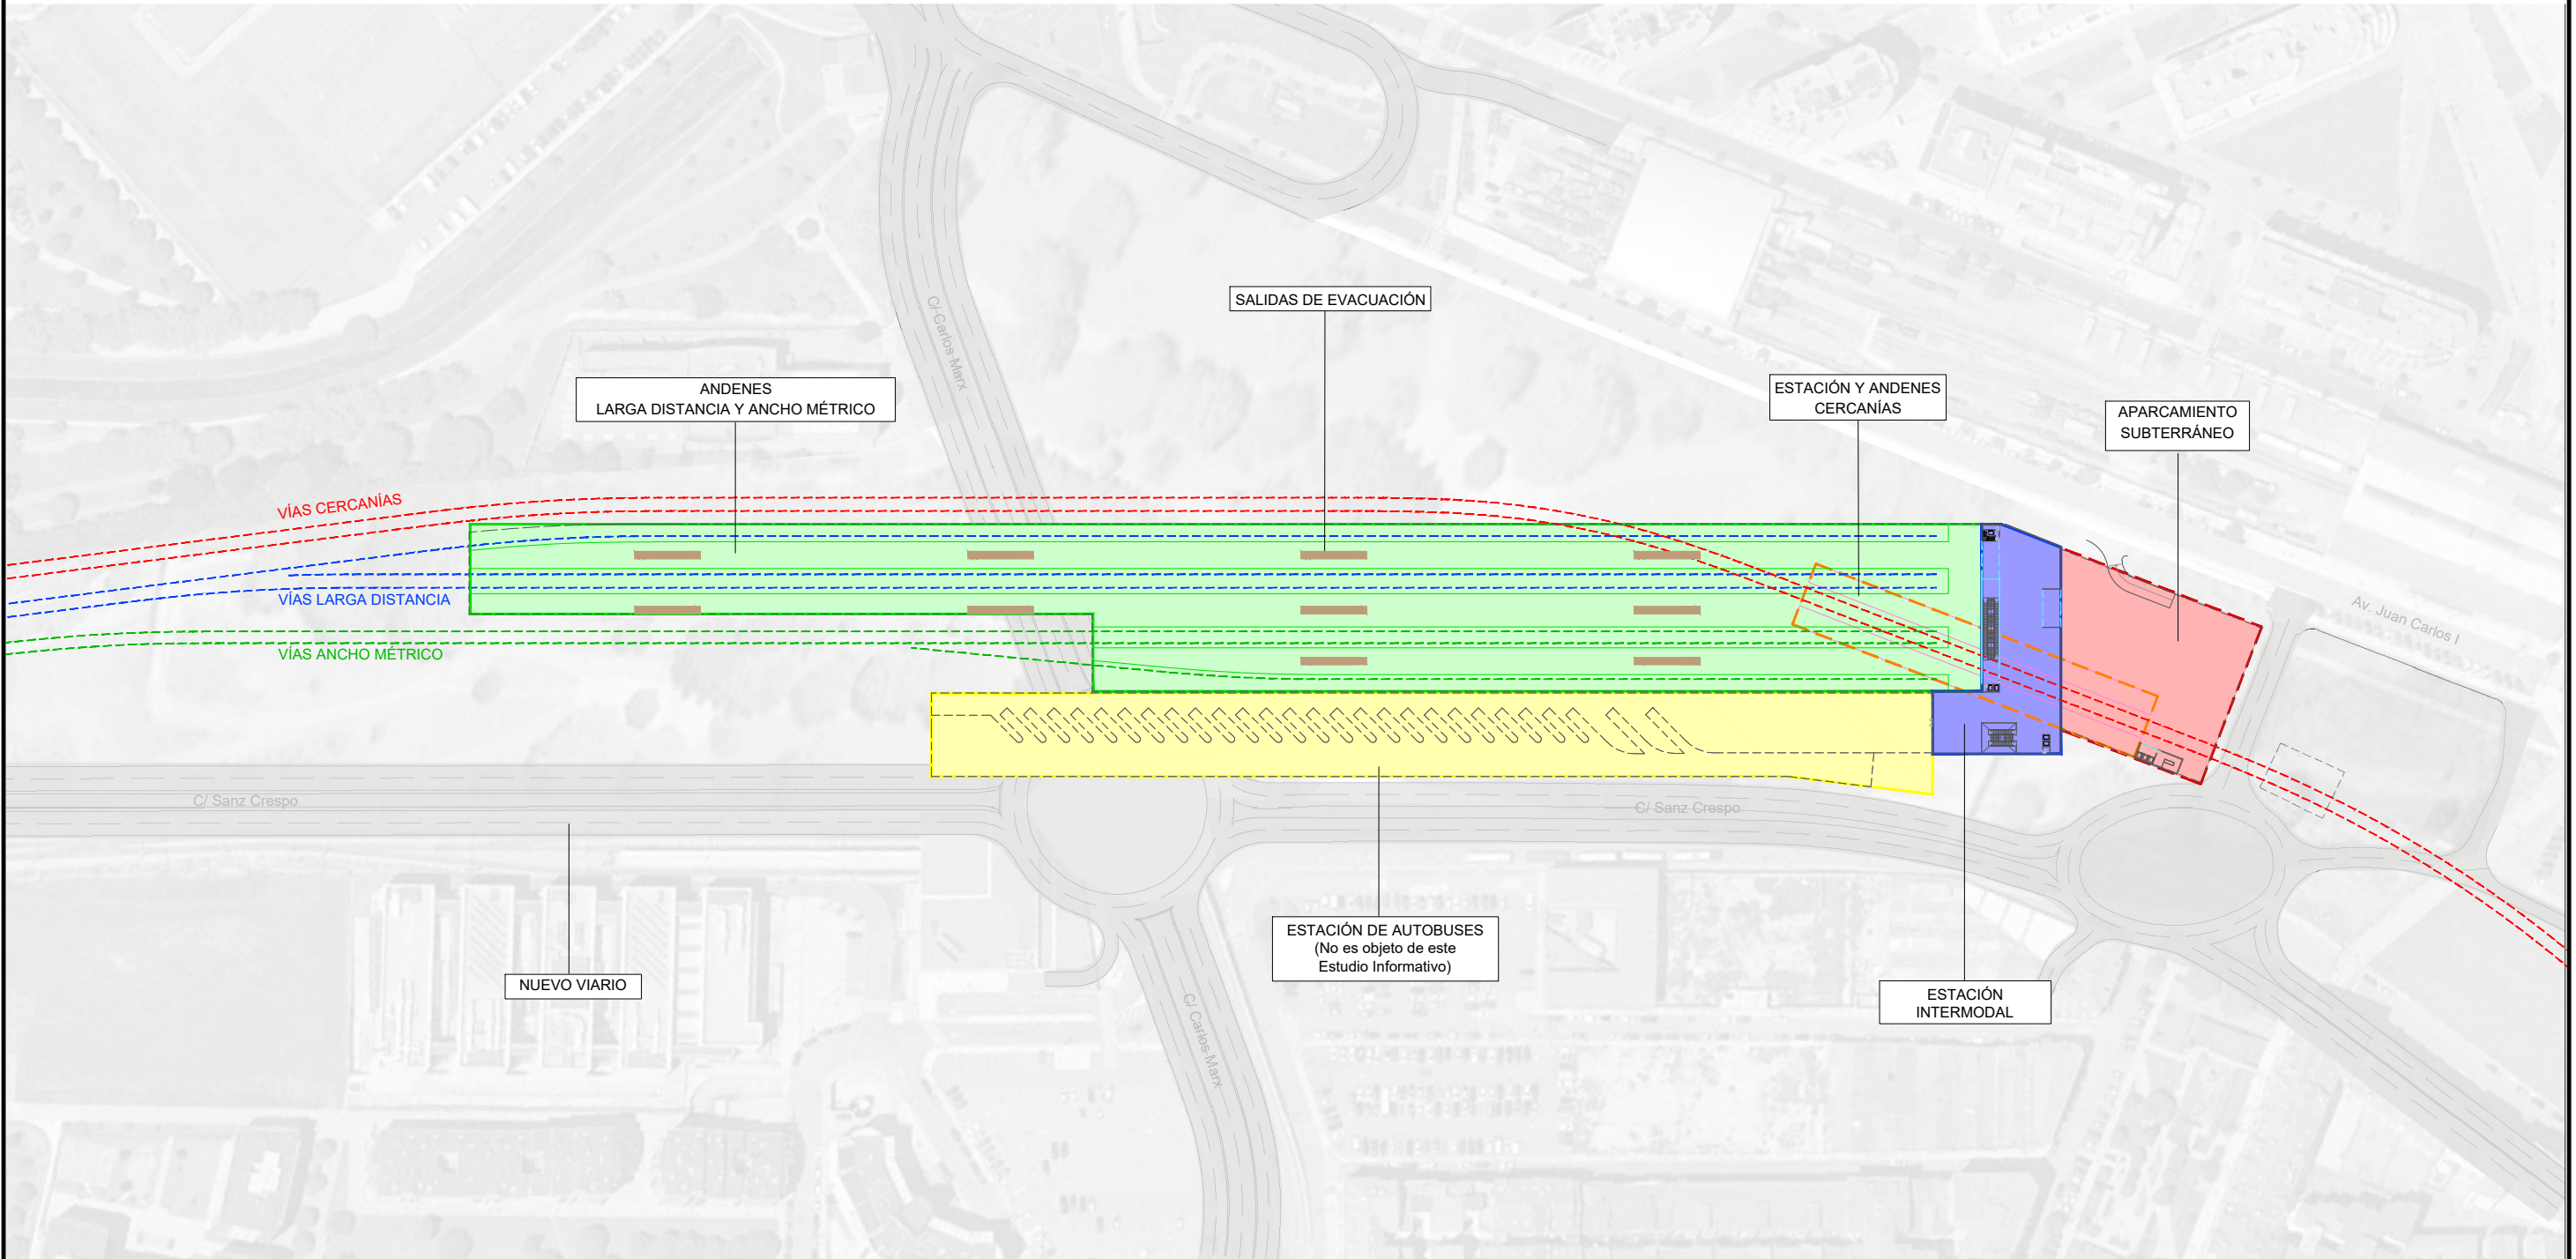 SALIDAS DE EVACUACIÓN
C/ Carlos Marx
ANDENES
LARGA DISTANCIA Y ANCHO MÉTRICO
ESTACIÓN Y ANDENES
CERCANÍAS
APARCAMIENTO
SUBTERRÁNEO
VÍAS CERCANÍAS
VÍAS LARGA DISTANCIA
VÍAS ANCHO MÉTRICO
Av. Juan Carlos I
C/ Sanz Crespo
C/ Sanz Crespo
ESTACIÓN DE AUTOBUSES
(No es objeto de este
Estudio Informativo)
NUEVO VIARIO
ESTACIÓN
INTERMODAL
C/ Carlos Marx